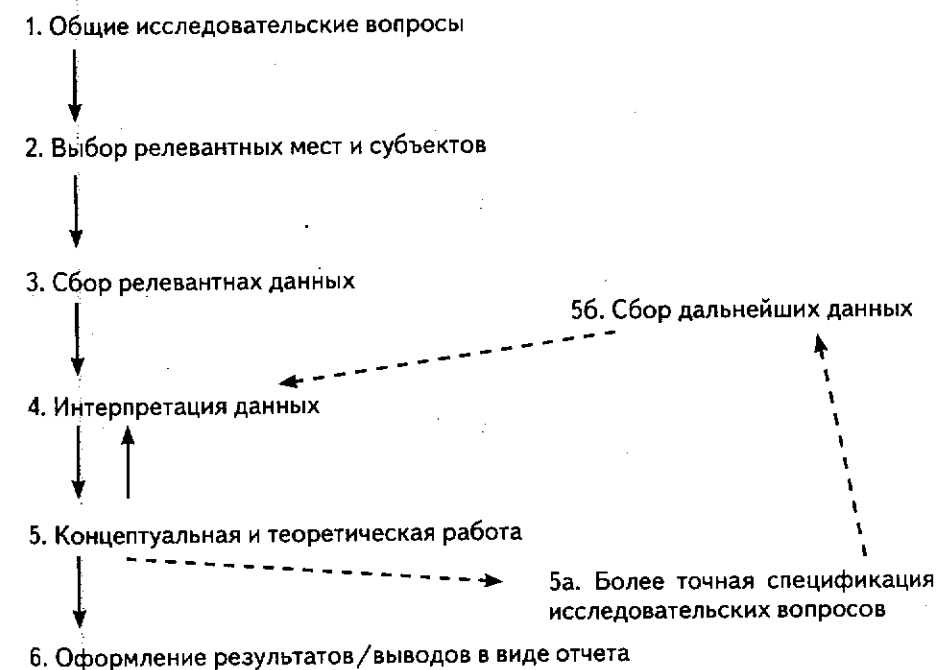 1. Общие исследовательские вопросы
2. Выбор релевантных мест и субъектов
3. Сбор релевантнах данных
5б. Сбор дальнейших данных
4. Интерпретация данных
5. Концептуальная и теоретическая работа
5а. Более точная спецификация
исследовательских вопросов
6. Оформление результатов/выводов в виде отчета